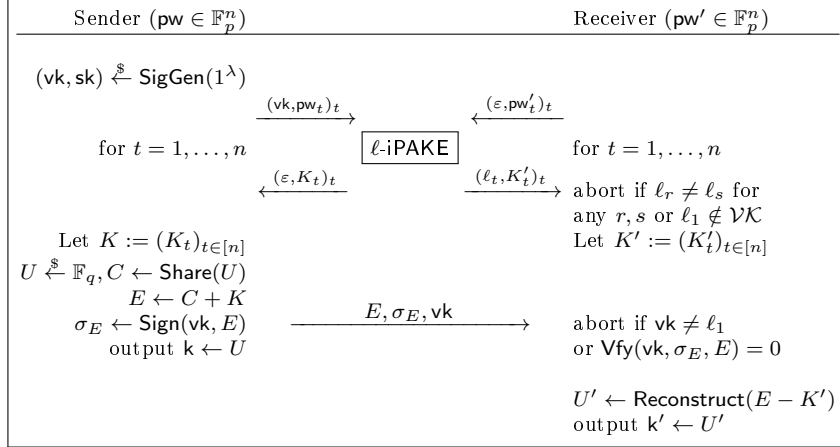 Sender (pw ∈ 𝔽ₚⁿ) Receiver (pw′ ∈ 𝔽ₚⁿ)
(vk, sk) ←$ SigGen(1^λ)
(vk,pw_t)_t (ε,pw′_t)_t
for t = 1, . . . , n ℓ-iPAKE for t = 1, . . . , n
(ε,K_t)_t (ℓ_t,K′_t)_t abort if ℓ_r ≠ ℓ_s for
any r, s or ℓ_1 ∉ 𝒱𝒦
Let K := (K_t)_{t∈[n]} Let K′ := (K′_t)_{t∈[n]}
U ←$ 𝔽_q, C ← Share(U)
E ← C + K
σ_E ← Sign(vk, E) E, σ_E, vk abort if vk ≠ ℓ_1
output k ← U or Vfy(vk, σ_E, E) = 0
U′ ← Reconstruct(E − K′)
output k′ ← U′